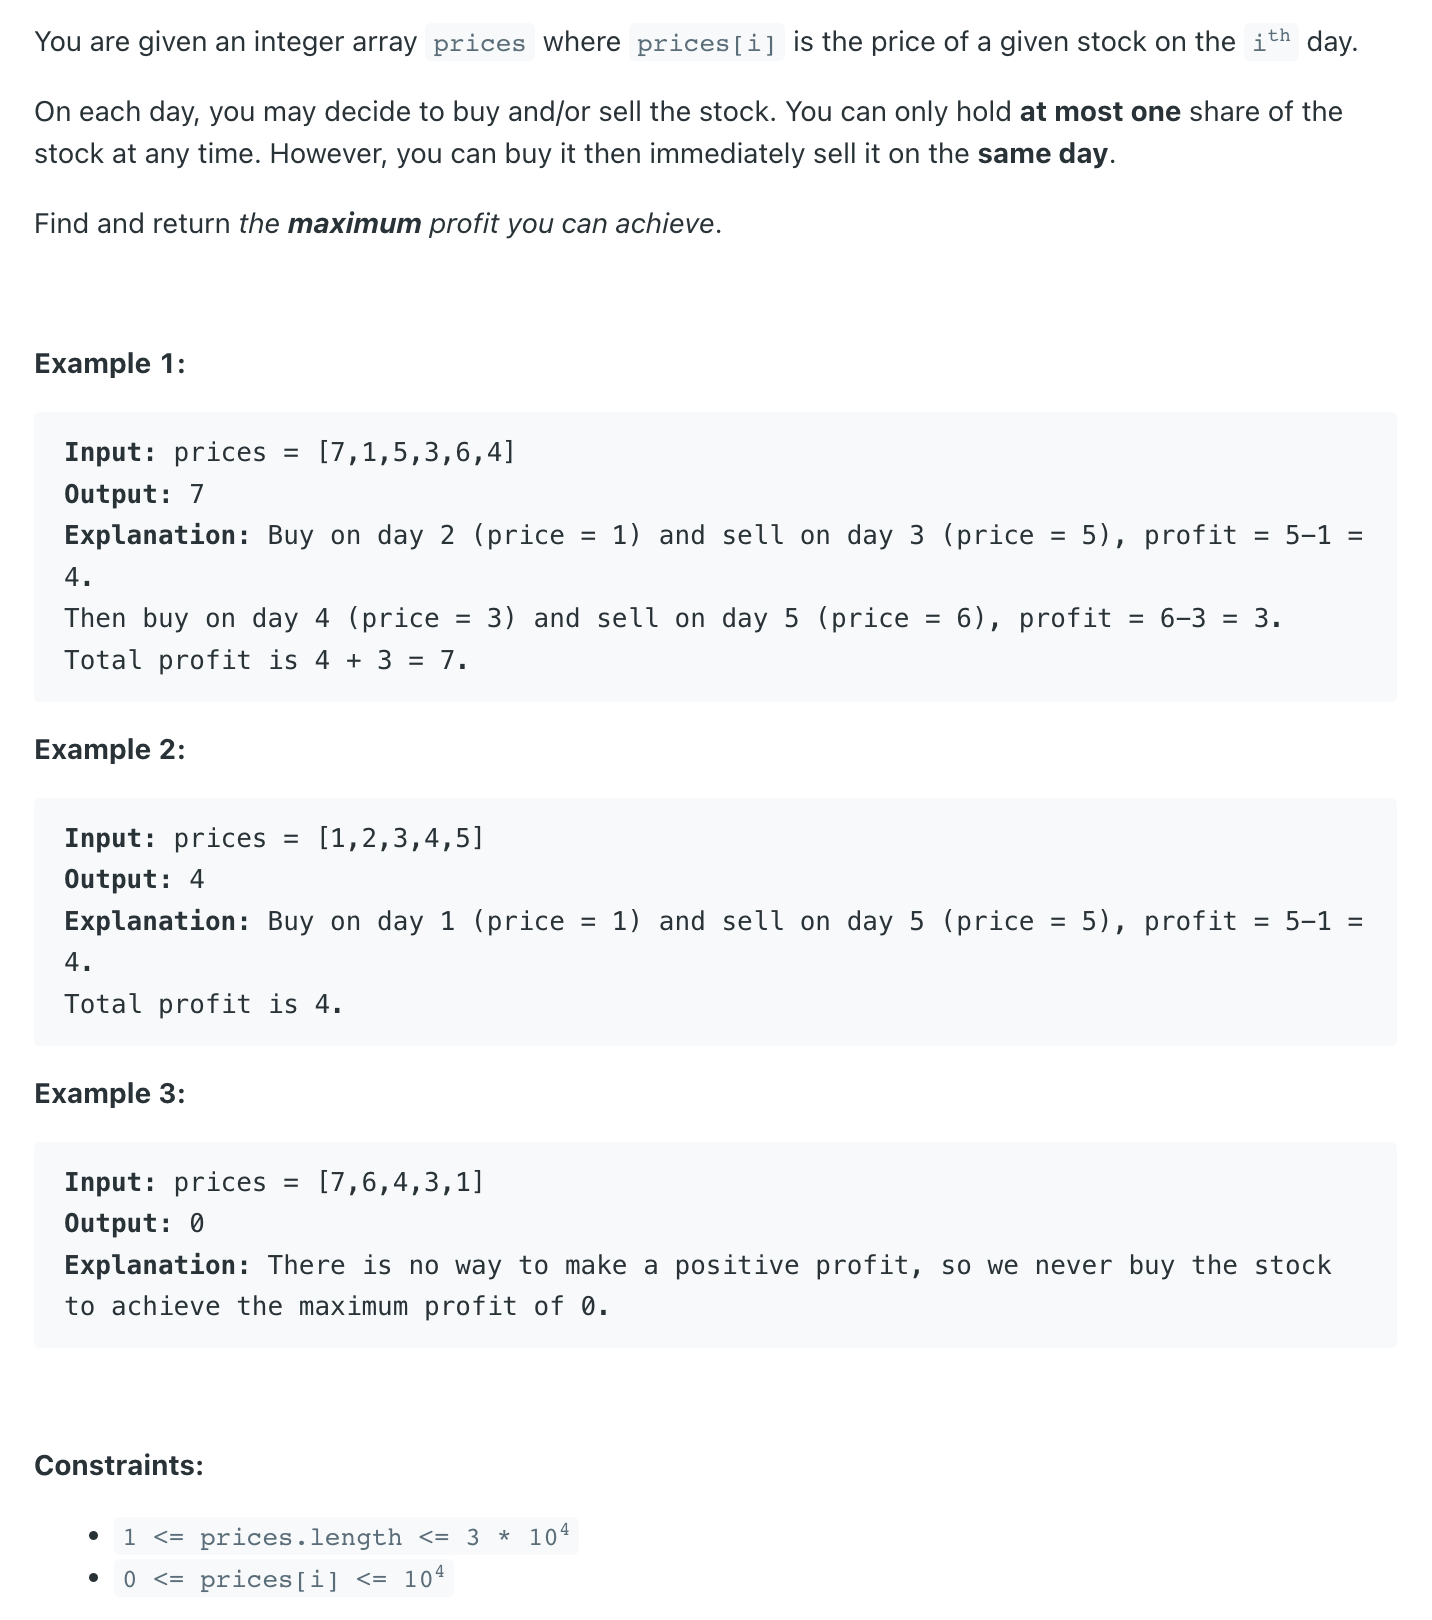 You are given an integer array prices where prices[i] is the price of a given stock on the iᵗʰ day.
On each day, you may decide to buy and/or sell the stock. You can only hold at most one share of the
stock at any time. However, you can buy it then immediately sell it on the same day.
Find and return the maximum profit you can achieve.
Example 1:
Input: prices = [7,1,5,3,6,4]
Output: 7
Explanation: Buy on day 2 (price = 1) and sell on day 3 (price = 5), profit = 5-1 =
4.
Then buy on day 4 (price = 3) and sell on day 5 (price = 6), profit = 6-3 = 3.
Total profit is 4 + 3 = 7.
Example 2:
Input: prices = [1,2,3,4,5]
Output: 4
Explanation: Buy on day 1 (price = 1) and sell on day 5 (price = 5), profit = 5-1 =
4.
Total profit is 4.
Example 3:
Input: prices = [7,6,4,3,1]
Output: 0
Explanation: There is no way to make a positive profit, so we never buy the stock
to achieve the maximum profit of 0.
Constraints:
• 1 <= prices.length <= 3 * 10⁴
• 0 <= prices[i] <= 10⁴